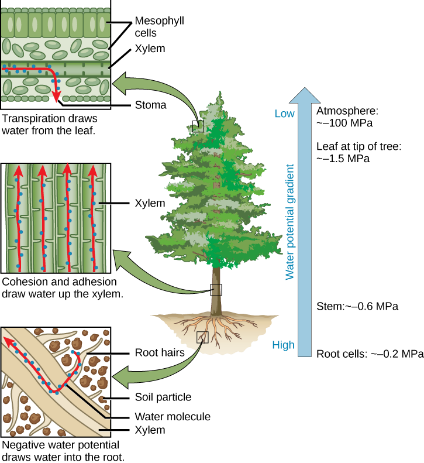 Mesophyll
cells
Xylem
Stoma
Transpiration draws
water from the leaf.
Low
Atmosphere:
~–100 MPa
Leaf at tip of tree:
~–1.5 MPa
Water potential gradient
Xylem
Cohesion and adhesion
draw water up the xylem.
Stem:~–0.6 MPa
High
Root cells: ~–0.2 MPa
Root hairs
Soil particle
Water molecule
Xylem
Negative water potential
draws water into the root.